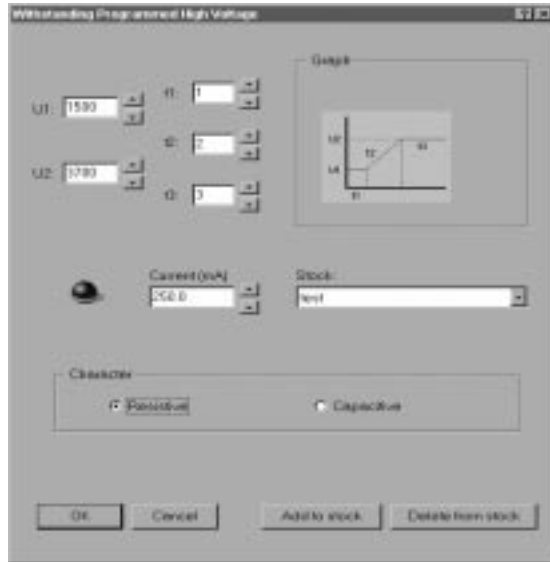 Withstanding Programmed High Voltage
Graph
U1: 1500
t1: 1
t2: 2
U2: 3700
t3: 3
U2
U1
t2
t3
t1
Current (mA)
250.0
Stock:
test
Character
Resistive
Capacitive
OK
Cancel
Add to stock
Delete from stock